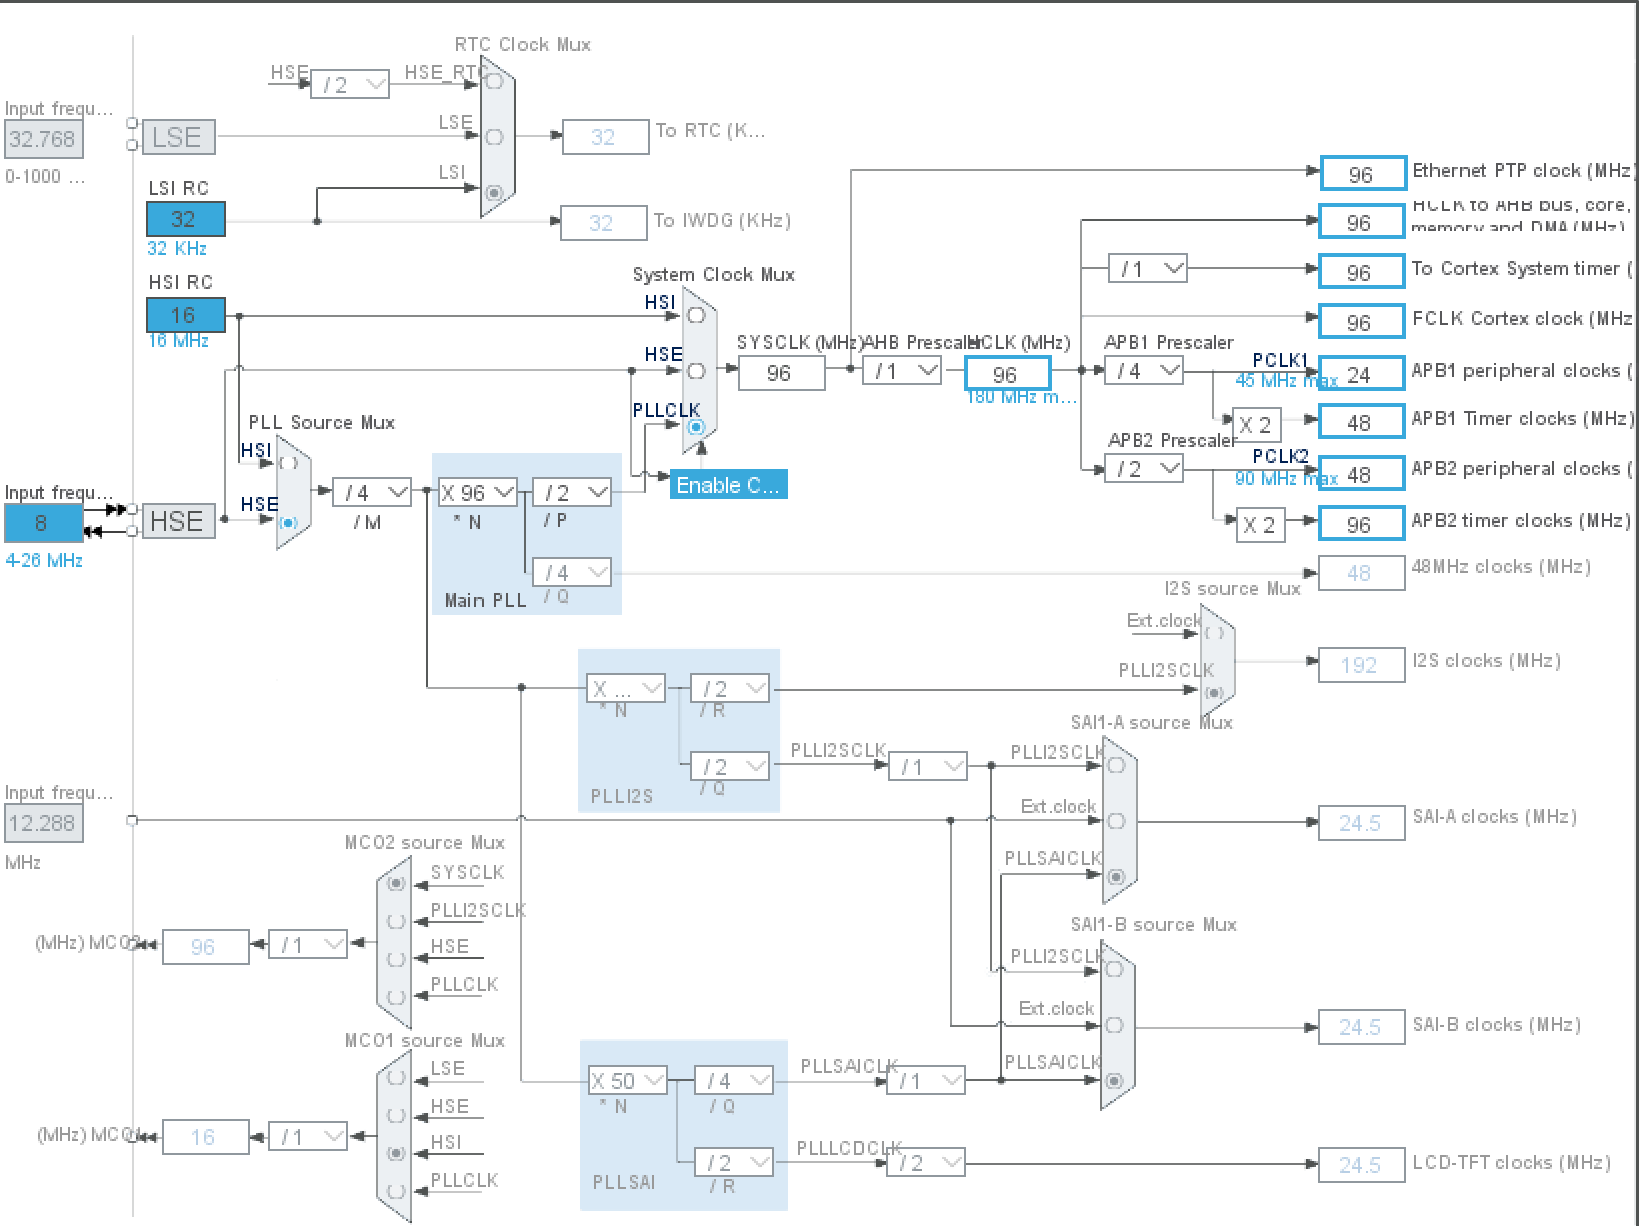 RTC Clock Mux
HSE
/ 2
HSE_RTC
Input frequ...
32.768
0-1000 ...
LSE
LSE
32
To RTC (K...
LSI
LSI RC
32
32 KHz
32
To IWDG (KHz)
HSI RC
16
16 MHz
System Clock Mux
HSI
HSE
PLLCLK
Enable C...
SYSCLK (MHz)
96
AHB Prescaler
/ 1
HCLK (MHz)
96
180 MHz m...
96
Ethernet PTP clock (MHz)
96
HCLK to AHB bus, core,
memory and DMA (MHz)
/ 1
96
To Cortex System timer (
96
FCLK Cortex clock (MHz
APB1 Prescaler
/ 4
PCLK1
45 MHz max
24
APB1 peripheral clocks (
X 2
48
APB1 Timer clocks (MHz)
APB2 Prescaler
/ 2
PCLK2
90 MHz max
48
APB2 peripheral clocks (
X 2
96
APB2 timer clocks (MHz)
PLL Source Mux
HSI
HSE
Input frequ...
8
4-26 MHz
HSE
/ 4
/ M
X 96
* N
/ 2
/ P
/ 4
/ Q
Main PLL
48
48MHz clocks (MHz)
I2S source Mux
Ext.clock
PLLI2SCLK
192
I2S clocks (MHz)
X ...
* N
/ 2
/ R
/ 2
/ Q
PLLI2S
PLLI2SCLK
/ 1
SAI1-A source Mux
PLLI2SCLK
Ext.clock
PLLSAICLK
24.5
SAI-A clocks (MHz)
Input frequ...
12.288
MHz
MCO2 source Mux
SYSCLK
PLLI2SCLK
HSE
PLLCLK
(MHz) MCO2
96
/ 1
SAI1-B source Mux
PLLI2SCLK
Ext.clock
PLLSAICLK
24.5
SAI-B clocks (MHz)
MCO1 source Mux
LSE
HSE
HSI
PLLCLK
(MHz) MCO1
16
/ 1
X 50
* N
/ 4
/ Q
PLLSAICLK
/ 1
/ 2
/ R
PLLSAI
PLLLCDCLK
/ 2
24.5
LCD-TFT clocks (MHz)